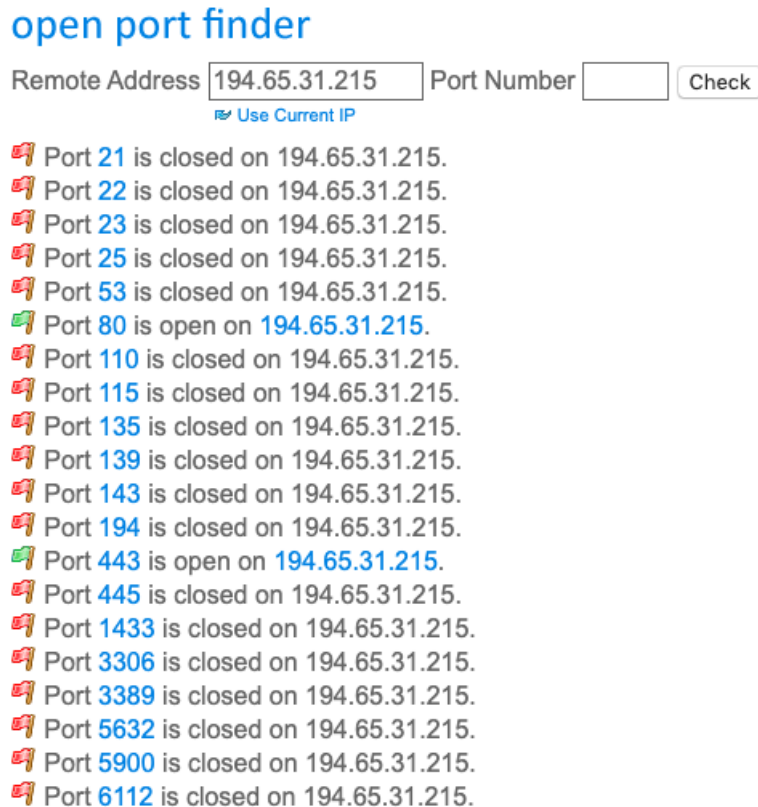 open port finder
Remote Address 194.65.31.215 Port Number Check
Use Current IP
Port 21 is closed on 194.65.31.215.
Port 22 is closed on 194.65.31.215.
Port 23 is closed on 194.65.31.215.
Port 25 is closed on 194.65.31.215.
Port 53 is closed on 194.65.31.215.
Port 80 is open on 194.65.31.215.
Port 110 is closed on 194.65.31.215.
Port 115 is closed on 194.65.31.215.
Port 135 is closed on 194.65.31.215.
Port 139 is closed on 194.65.31.215.
Port 143 is closed on 194.65.31.215.
Port 194 is closed on 194.65.31.215.
Port 443 is open on 194.65.31.215.
Port 445 is closed on 194.65.31.215.
Port 1433 is closed on 194.65.31.215.
Port 3306 is closed on 194.65.31.215.
Port 3389 is closed on 194.65.31.215.
Port 5632 is closed on 194.65.31.215.
Port 5900 is closed on 194.65.31.215.
Port 6112 is closed on 194.65.31.215.